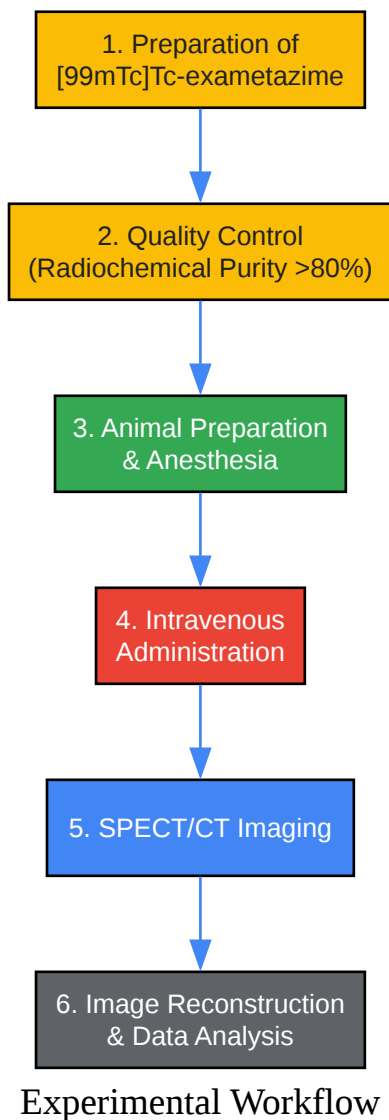 1. Preparation of
[99mTc]Tc-exametazime
2. Quality Control
(Radiochemical Purity >80%)
3. Animal Preparation
& Anesthesia
4. Intravenous
Administration
5. SPECT/CT Imaging
6. Image Reconstruction
& Data Analysis
Experimental Workflow